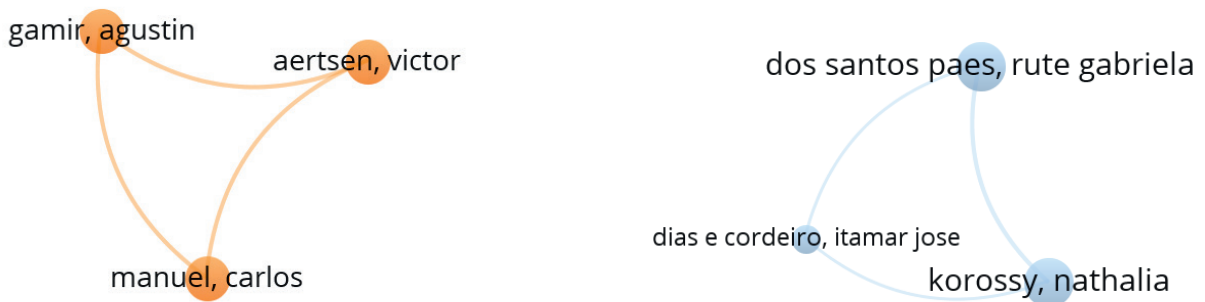 gamir, agustin
aertsen, victor
manuel, carlos
dos santos paes, rute gabriela
dias e cordeiro, itamar jose
korossy, nathalia